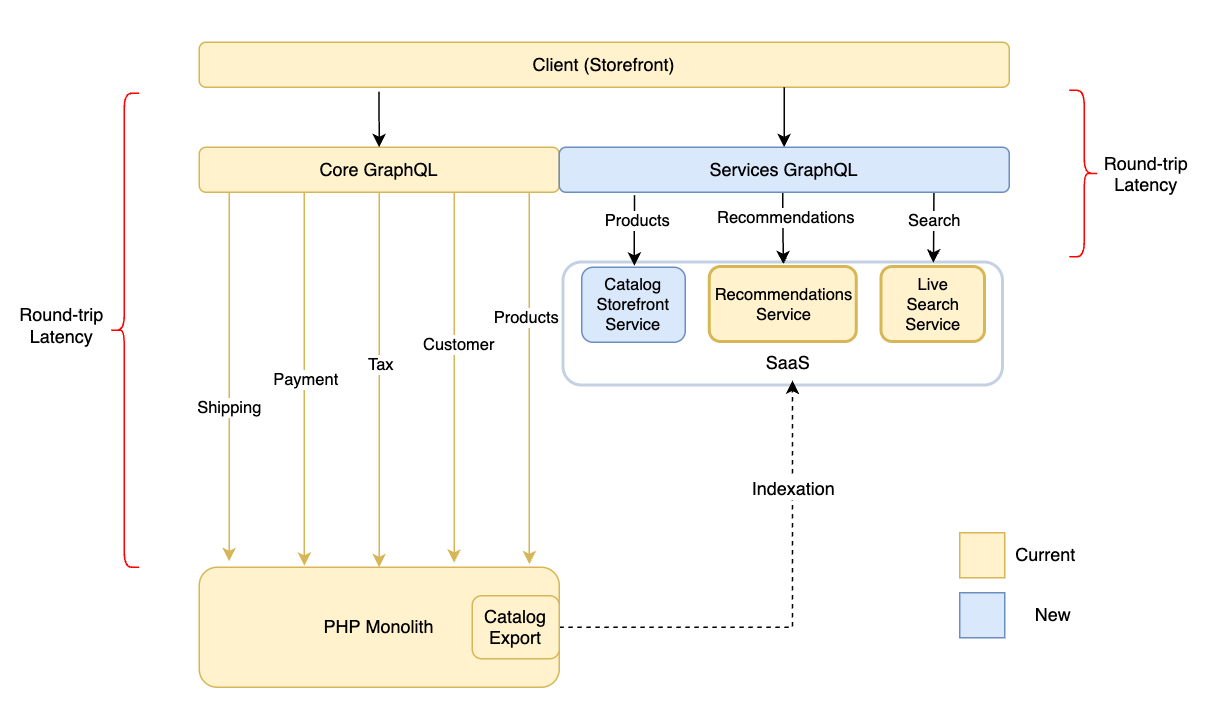 Client (Storefront)
Core GraphQL
Services GraphQL
Round-trip
Latency
Products
Recommendations
Search
Catalog
Storefront
Service
Recommendations
Service
Live
Search
Service
SaaS
Round-trip
Latency
Products
Customer
Tax
Payment
Shipping
Indexation
Current
New
PHP Monolith
Catalog
Export